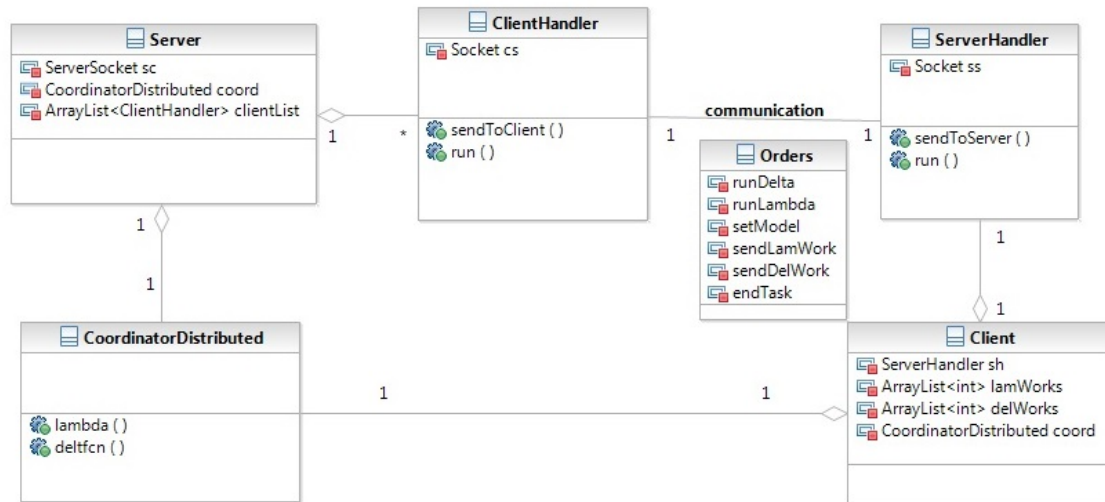 Server
ServerSocket sc
CoordinatorDistributed coord
ArrayList<ClientHandler> clientList
1
*
1
1
ClientHandler
Socket cs
sendToClient ( )
run ( )
communication
1
1
ServerHandler
Socket ss
sendToServer ( )
run ( )
1
1
Orders
runDelta
runLambda
setModel
sendLamWork
sendDelWork
endTask
CoordinatorDistributed
lambda ( )
deltfcn ( )
1
1
Client
ServerHandler sh
ArrayList<int> lamWorks
ArrayList<int> delWorks
CoordinatorDistributed coord